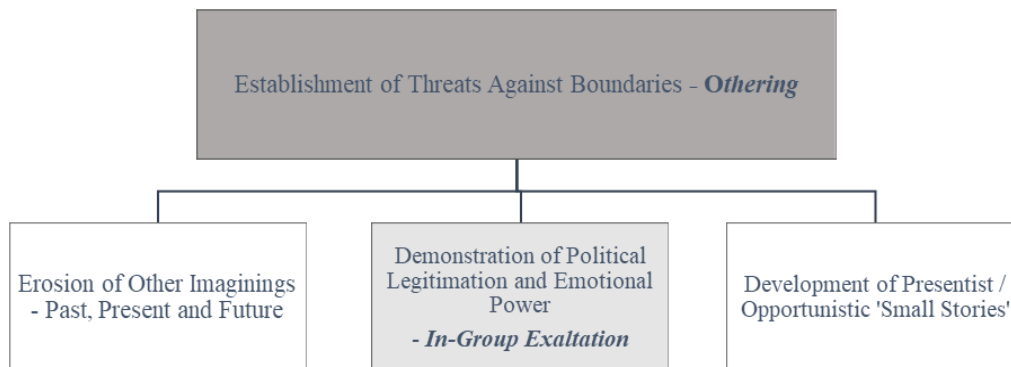 Establishment of Threats Against Boundaries - Othering
Erosion of Other Imaginings
- Past, Present and Future
Demonstration of Political
Legitimation and Emotional
Power
- In-Group Exaltation
Development of Presentist /
Opportunistic 'Small Stories'